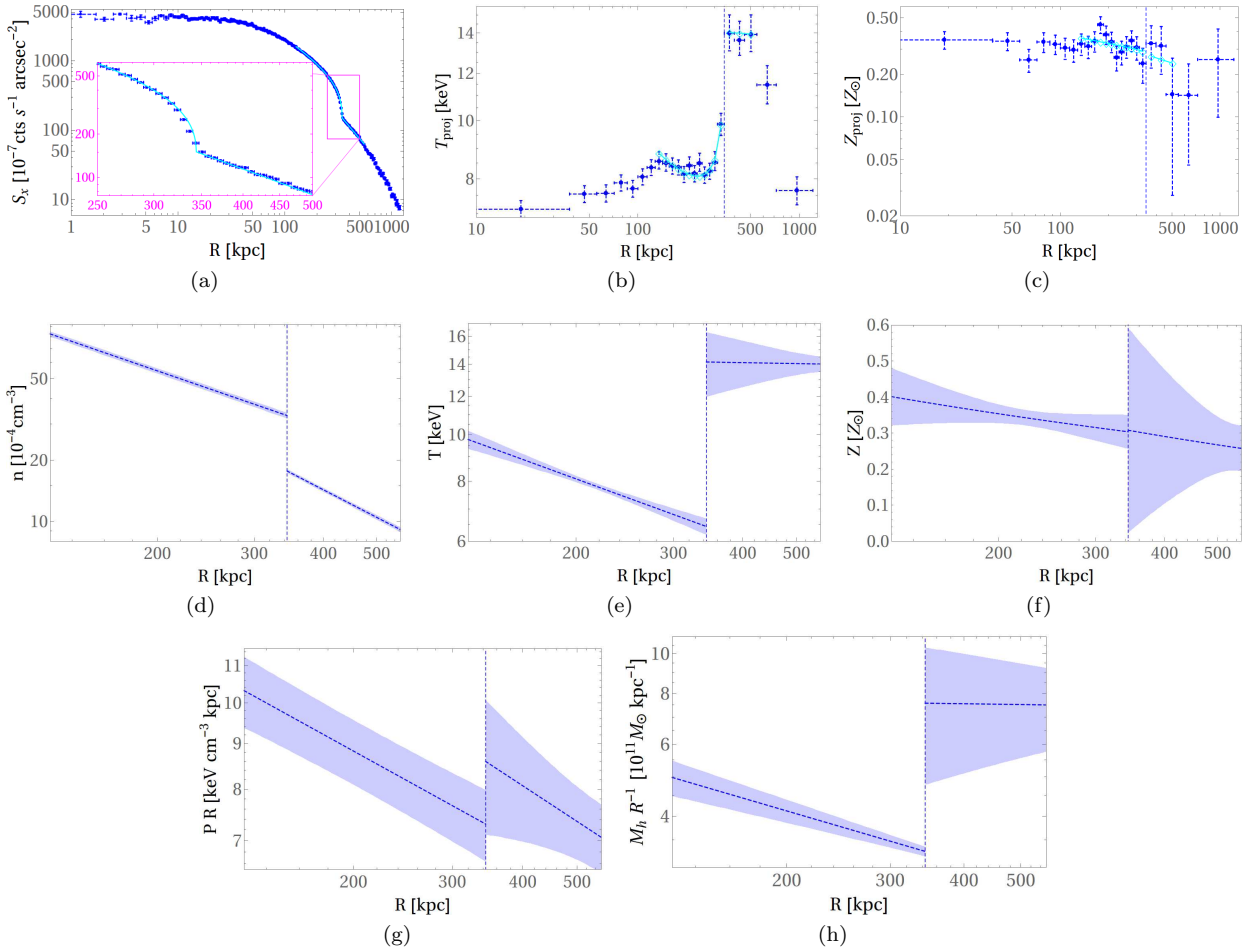 S_x [10^−7 cts s^−1 arcsec^−2]
5000
1000
500
100
50
10
500
200
100
250 300 340 400 450 500
1 5 10 50 100 5001000
R [kpc]
(a)
T_proj [keV]
14
12
10
8
10 50 100 500 1000
R [kpc]
(b)
Z_proj [Z_⊙]
0.50
0.20
0.10
0.05
0.02
10 50 100 500 1000
R [kpc]
(c)
n [10^−4 cm^−3]
50
20
10
200 300 400 500
R [kpc]
(d)
T [keV]
16
14
12
10
8
6
200 300 400 500
R [kpc]
(e)
Z [Z_⊙]
0.6
0.5
0.4
0.3
0.2
0.1
0.0
200 300 400 500
R [kpc]
(f)
P R [keV cm^−3 kpc]
11
10
9
8
7
200 300 400 500
R [kpc]
(g)
M_h R^−1 [10^11 M_⊙ kpc^−1]
10
8
6
4
200 300 400 500
R [kpc]
(h)